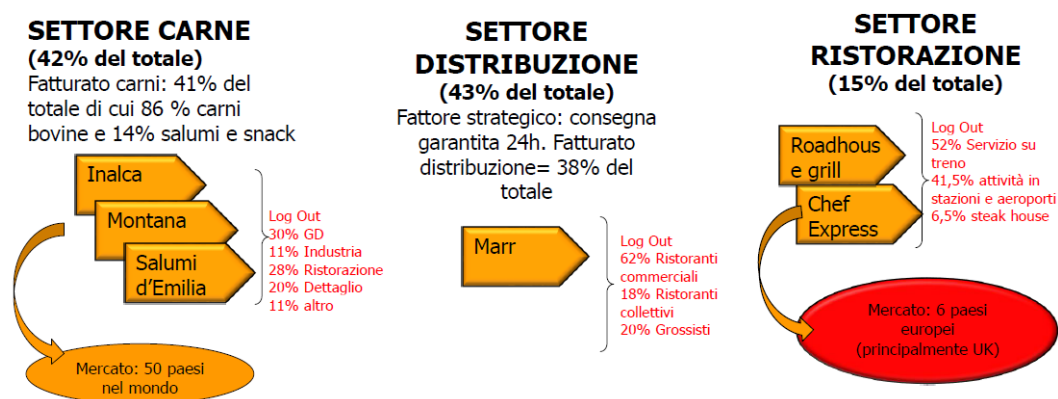 SETTORE CARNE
(42% del totale)
Fatturato carni: 41% del
totale di cui 86 % carni
bovine e 14% salumi e snack
Inalca
Montana
Salumi
d'Emilia
Log Out
30% GD
11% Industria
28% Ristorazione
20% Dettaglio
11% altro
Mercato: 50 paesi
nel mondo
SETTORE
DISTRIBUZIONE
(43% del totale)
Fattore strategico: consegna
garantita 24h. Fatturato
distribuzione= 38% del
totale
Marr
Log Out
62% Ristoranti
commerciali
18% Ristoranti
collettivi
20% Grossisti
SETTORE
RISTORAZIONE
(15% del totale)
Roadhous
e grill
Chef
Express
Log Out
52% Servizio su
treno
41,5% attività in
stazioni e aeroporti
6,5% steak house
Mercato: 6 paesi
europei
(principalmente UK)